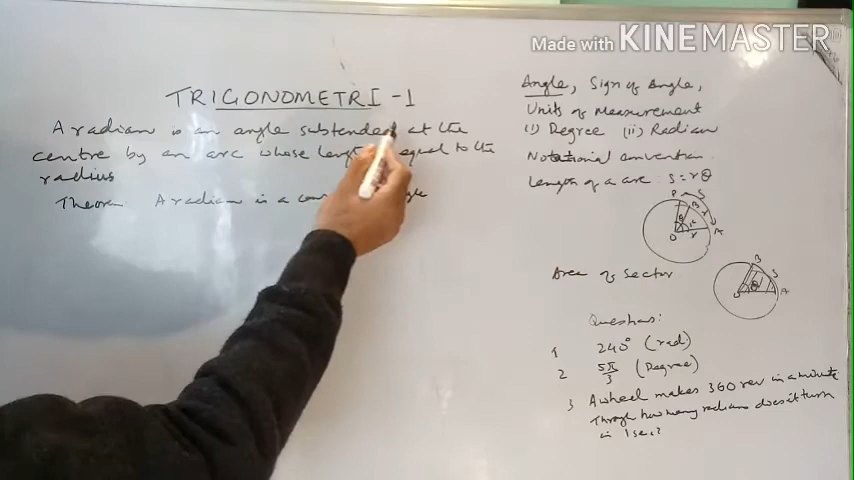 Made with KINEMASTER
TRIGONOMETRI-1
A radian is an angle subtended at the
centre by an arc whose length equal to the
radius
Theorem A radian is a
Angle, Sign of Angle,
Units of Measurement
(i) Degree (ii) Radian
Notational convention
Length of a arc S = rθ
P S
B
θ r
O r A
Area of Sector
B
S
O θ A
Questions:
1 240° (rad)
2 5π/3 (Degree)
3 A wheel makes 360 rev in a minute
Through how many radians does it turn
in 1 sec?